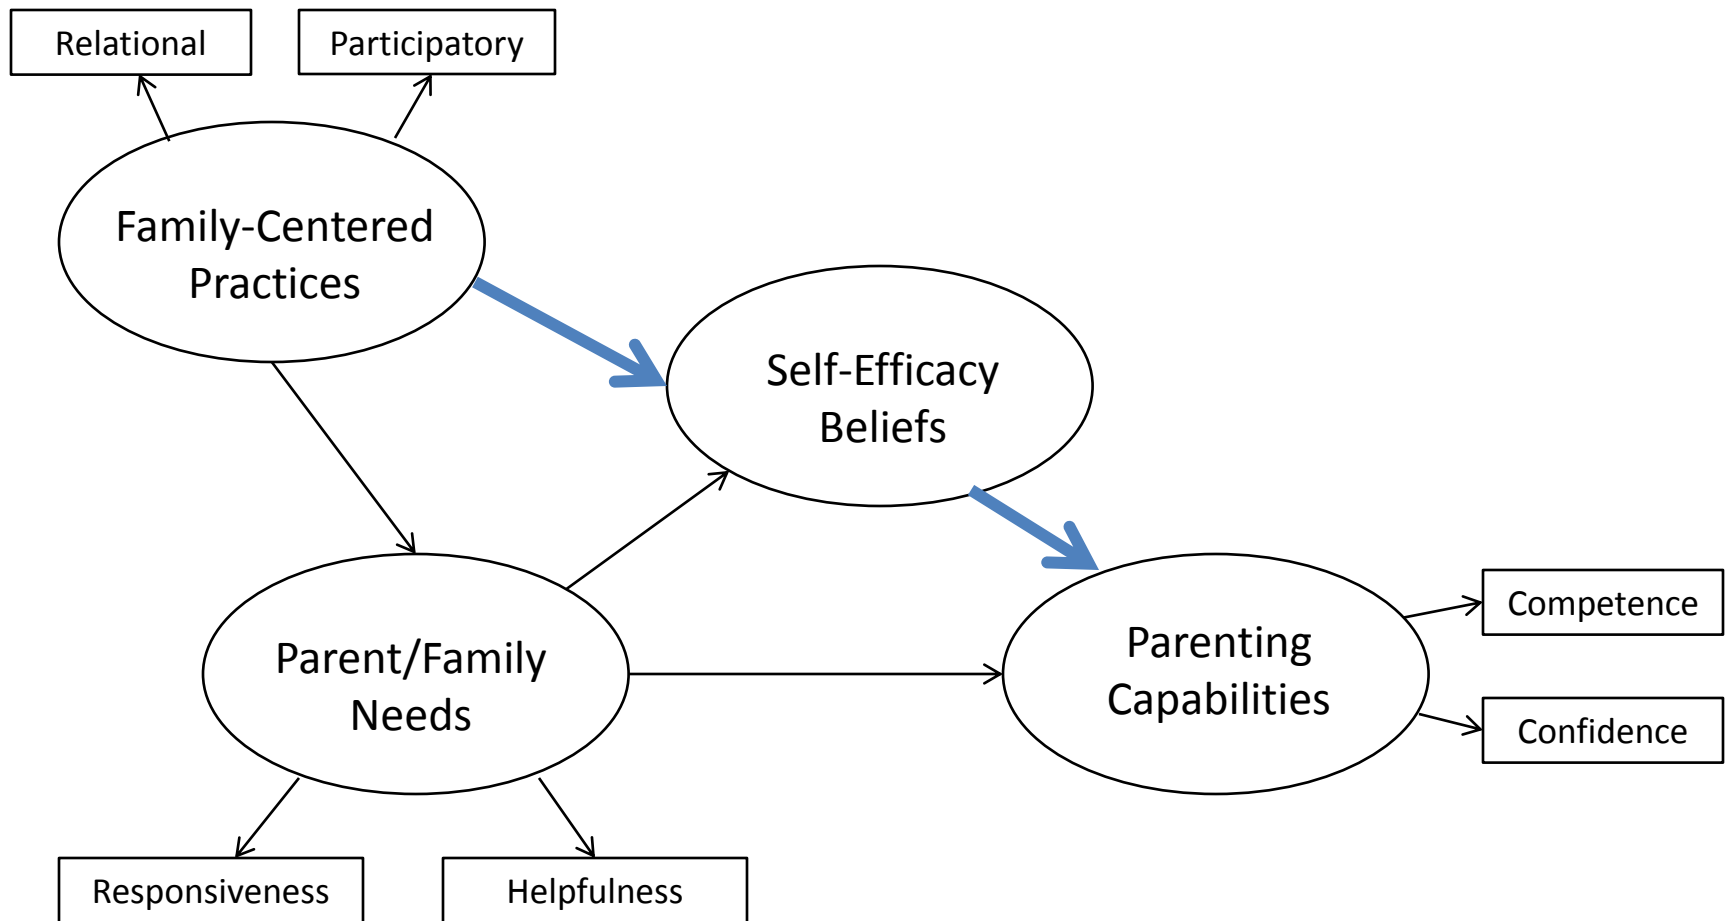 Relational
Participatory
Family-Centered
Practices
Self-Efficacy
Beliefs
Parent/Family
Needs
Parenting
Capabilities
Competence
Confidence
Responsiveness
Helpfulness